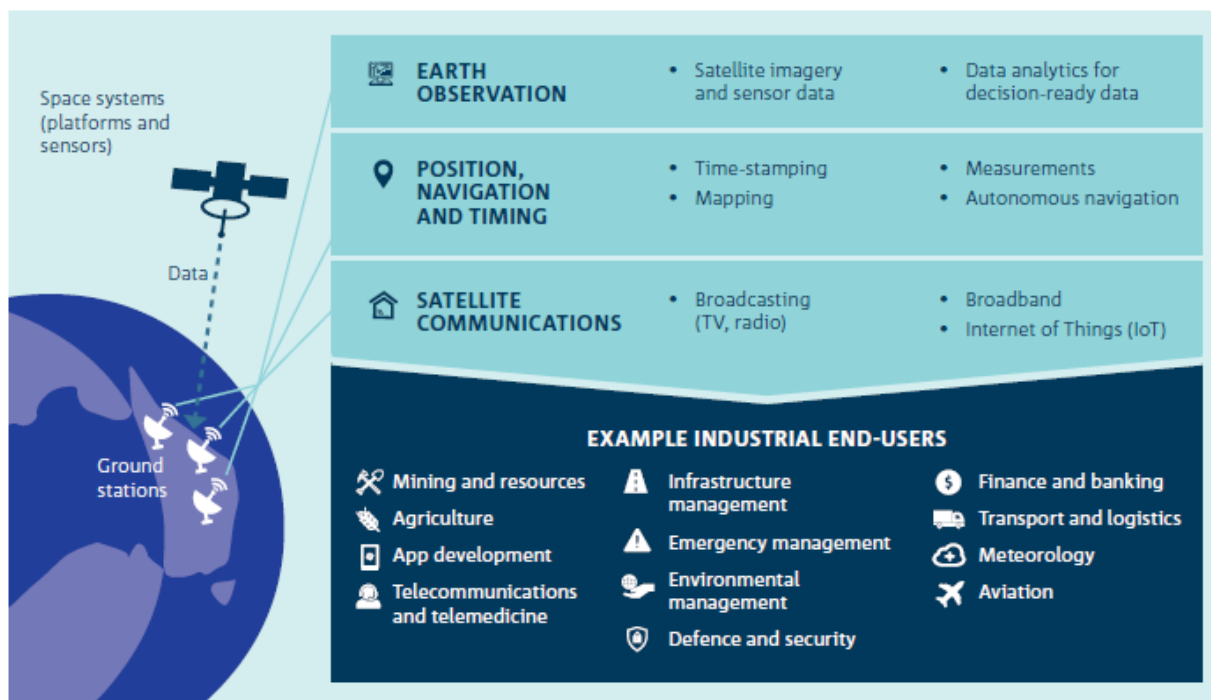 Space systems
(platforms and
sensors)
Data
Ground
stations
EARTH
OBSERVATION
• Satellite imagery
and sensor data
• Data analytics for
decision-ready data
POSITION,
NAVIGATION
AND TIMING
• Time-stamping
• Mapping
• Measurements
• Autonomous navigation
SATELLITE
COMMUNICATIONS
• Broadcasting
(TV, radio)
• Broadband
• Internet of Things (IoT)
EXAMPLE INDUSTRIAL END-USERS
Mining and resources
Agriculture
App development
Telecommunications
and telemedicine
Infrastructure
management
Emergency management
Environmental
management
Defence and security
Finance and banking
Transport and logistics
Meteorology
Aviation